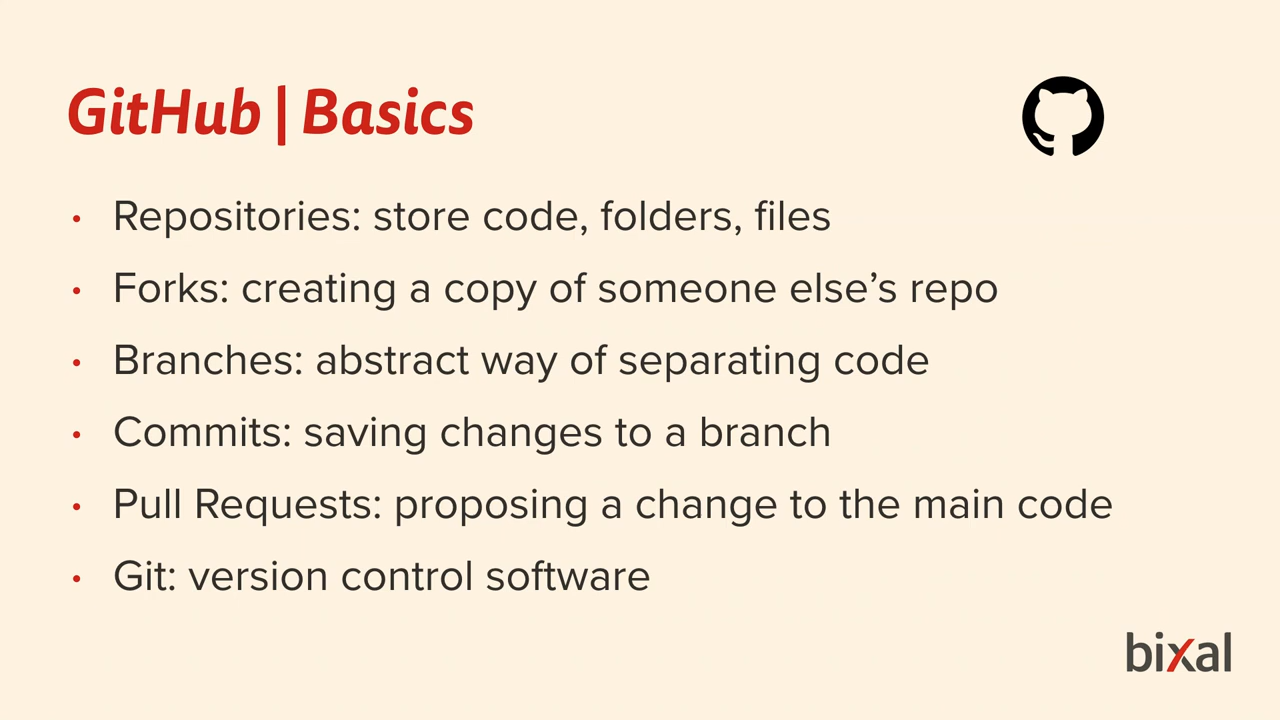 GitHub | Basics
• Repositories: store code, folders, files
• Forks: creating a copy of someone else’s repo
• Branches: abstract way of separating code
• Commits: saving changes to a branch
• Pull Requests: proposing a change to the main code
• Git: version control software
bixal